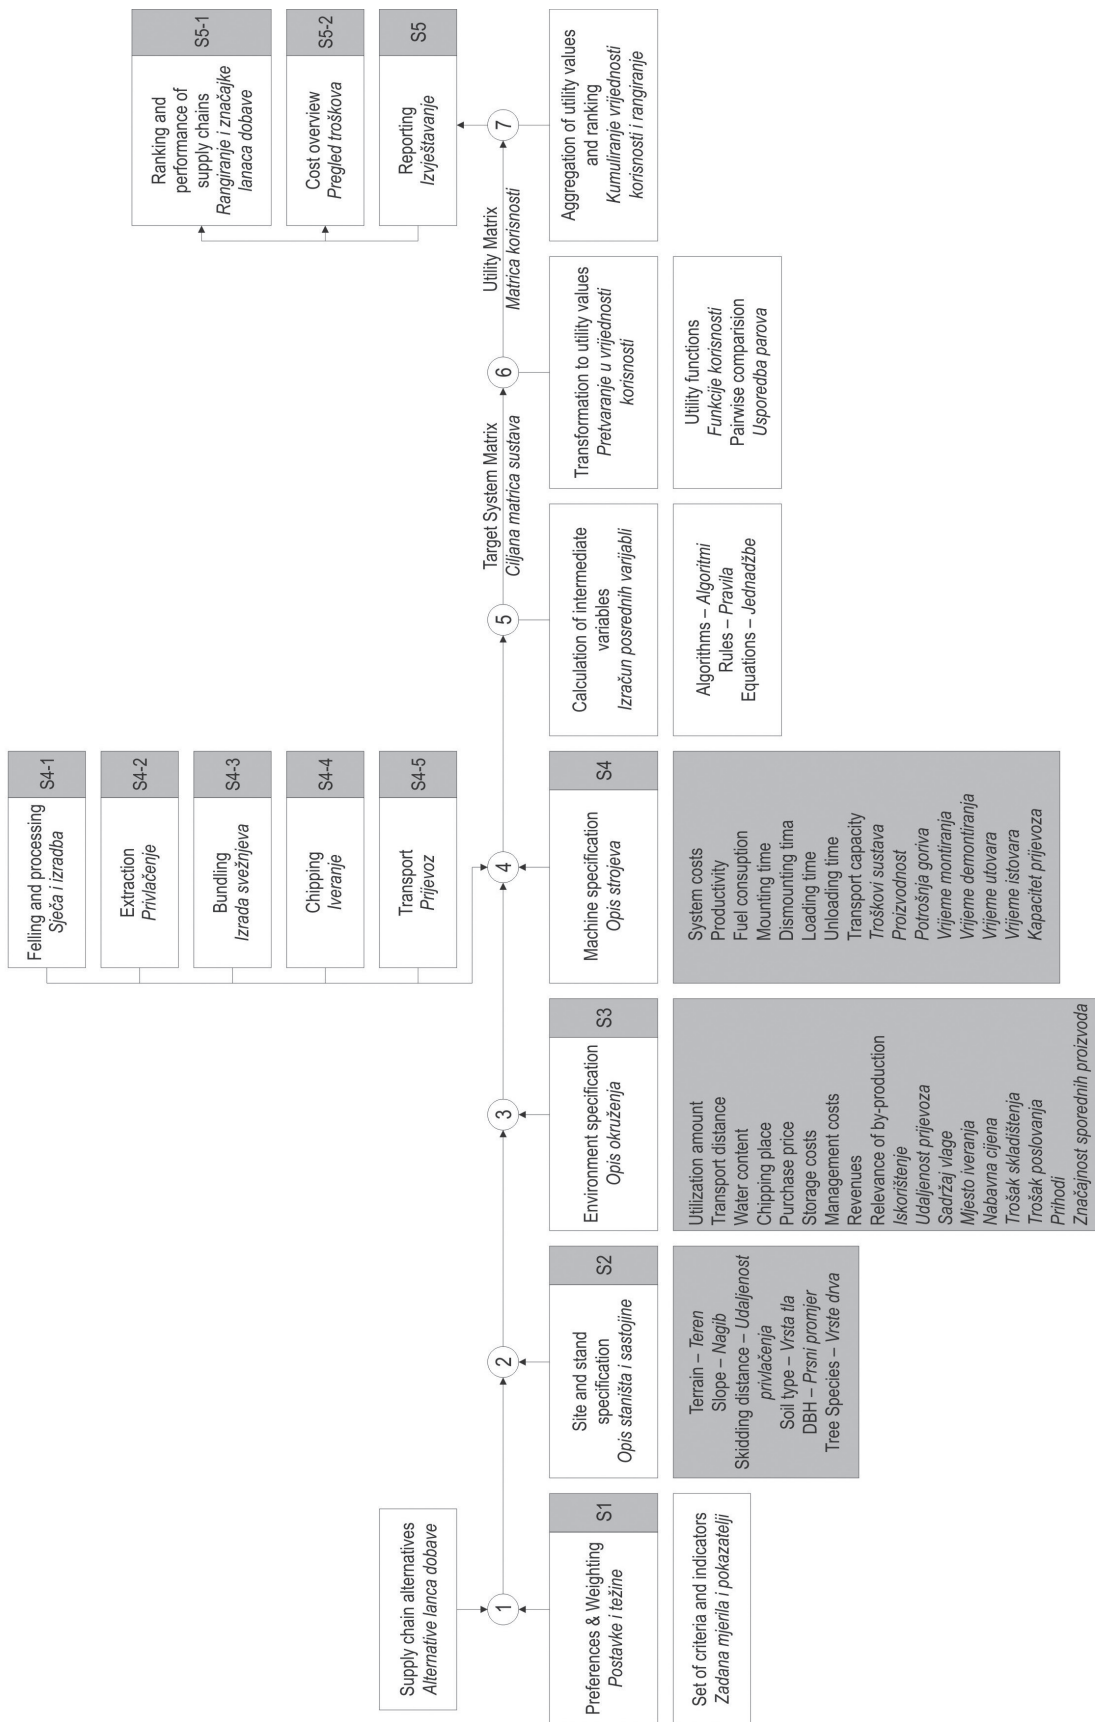 Supply chain alternatives
Alternative lanca dobave
1
Preferences & Weighting
Postavke i težine
S1
Set of criteria and indicators
Zadana mjerila i pokazatelji
2
Site and stand
specification
Opis staništa i sastojine
S2
Terrain – Teren
Slope – Nagib
Skidding distance – Udaljenost
privlačenja
Soil type – Vrsta tla
DBH – Prsni promjer
Tree Species – Vrste drva
3
Environment specification
Opis okruženja
S3
Utilization amount
Transport distance
Water content
Chipping place
Purchase price
Storage costs
Management costs
Revenues
Relevance of by-production
Iskorištenje
Udaljenost prijevoza
Sadržaj vlage
Mjesto iveranja
Nabavna cijena
Trošak skladištenja
Trošak poslovanja
Prihodi
Značajnost sporednih proizvoda
Felling and processing
Sječa i izradba
S4-1
Extraction
Privlačenje
S4-2
Bundling
Izrada svežnjeva
S4-3
Chipping
Iveranje
S4-4
Transport
Prijevoz
S4-5
4
Machine specification
Opis strojeva
S4
System costs
Productivity
Fuel consuption
Mounting time
Dismounting tima
Loading time
Unloading time
Transport capacity
Troškovi sustava
Proizvodnost
Potrošnja goriva
Vrijeme montiranja
Vrijeme demontiranja
Vrijeme utovara
Vrijeme istovara
Kapacitet prijevoza
5
Calculation of intermediate
variables
Izračun posrednih varijabli
Algorithms – Algoritmi
Rules – Pravila
Equations – Jednadžbe
Target System Matrix
Ciljana matrica sustava
6
Transformation to utility values
Pretvaranje u vrijednosti
korisnosti
Utility functions
Funkcije korisnosti
Pairwise comparision
Usporedba parova
Utility Matrix
Matrica korisnosti
7
Aggregation of utility values
and ranking
Kumuliranje vrijednosti
korisnosti i rangiranje
Ranking and
performance of
supply chains
Rangiranje i značajke
lanaca dobave
S5-1
Cost overview
Pregled troškova
S5-2
Reporting
Izvještavanje
S5